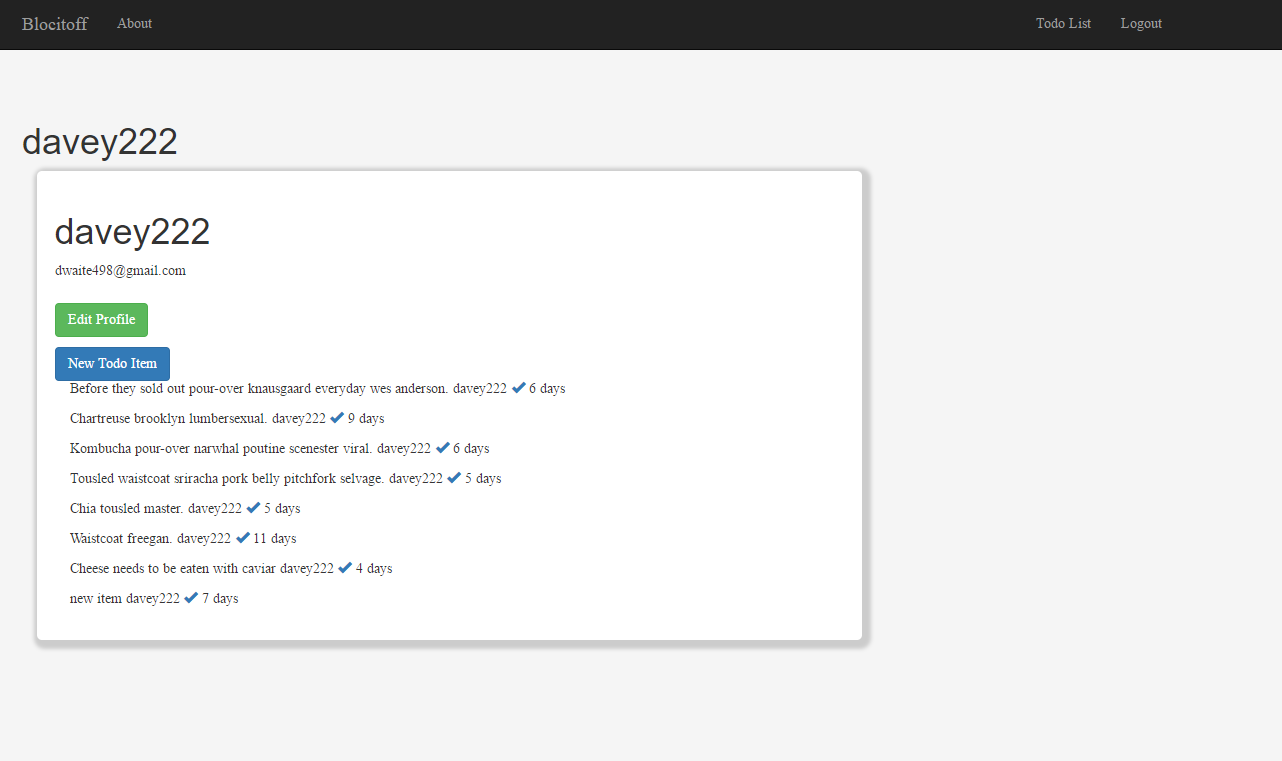 Blocitoff About Todo List Logout
davey222
davey222
dwaite498@gmail.com
Edit Profile
New Todo Item
Before they sold out pour-over knausgaard everyday wes anderson. davey222 ✔ 6 days
Chartreuse brooklyn lumbersexual. davey222 ✔ 9 days
Kombucha pour-over narwhal poutine scenester viral. davey222 ✔ 6 days
Tousled waistcoat sriracha pork belly pitchfork selvage. davey222 ✔ 5 days
Chia tousled master. davey222 ✔ 5 days
Waistcoat freegan. davey222 ✔ 11 days
Cheese needs to be eaten with caviar davey222 ✔ 4 days
new item davey222 ✔ 7 days